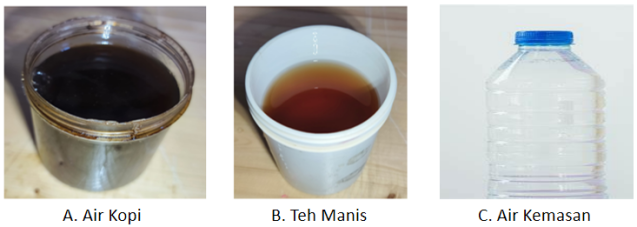 A. Air Kopi
B. Teh Manis
C. Air Kemasan